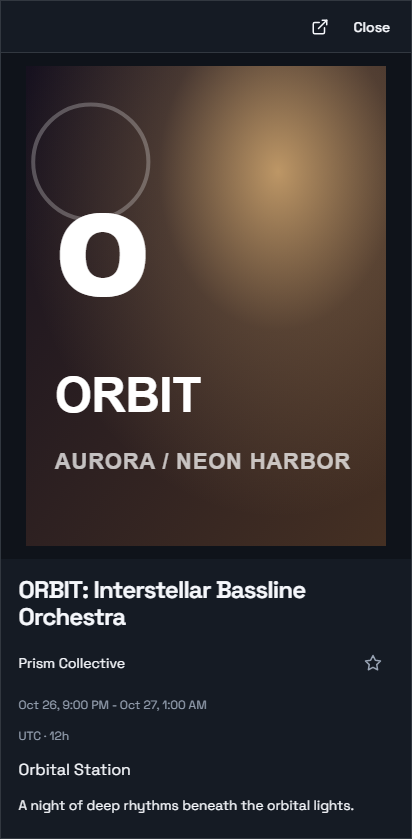 Close
O
ORBIT
AURORA / NEON HARBOR
ORBIT: Interstellar Bassline
Orchestra
Prism Collective
Oct 26, 9:00 PM - Oct 27, 1:00 AM
UTC · 12h
Orbital Station
A night of deep rhythms beneath the orbital lights.